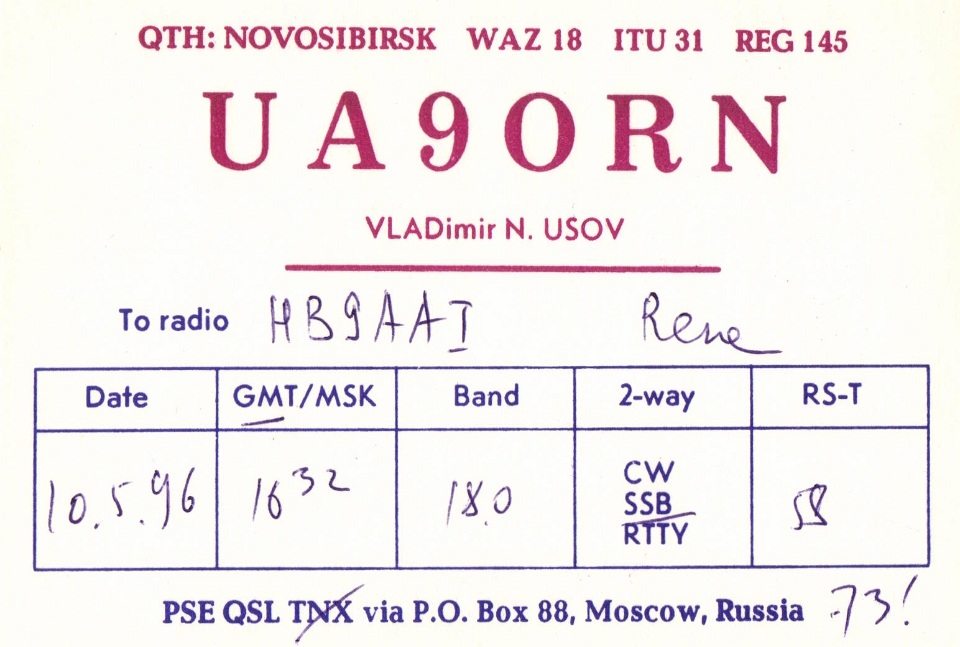 QTH: NOVOSIBIRSK WAZ 18 ITU 31 REG 145
UA9ORN
VLADimir N. USOV
To radio HB9AAI Rene
Date GMT/MSK Band 2-way RS-T
10.5.96 16 32 18.0 CW SSB RTTY 58
PSE QSL TNX via P.O. Box 88, Moscow, Russia 73!